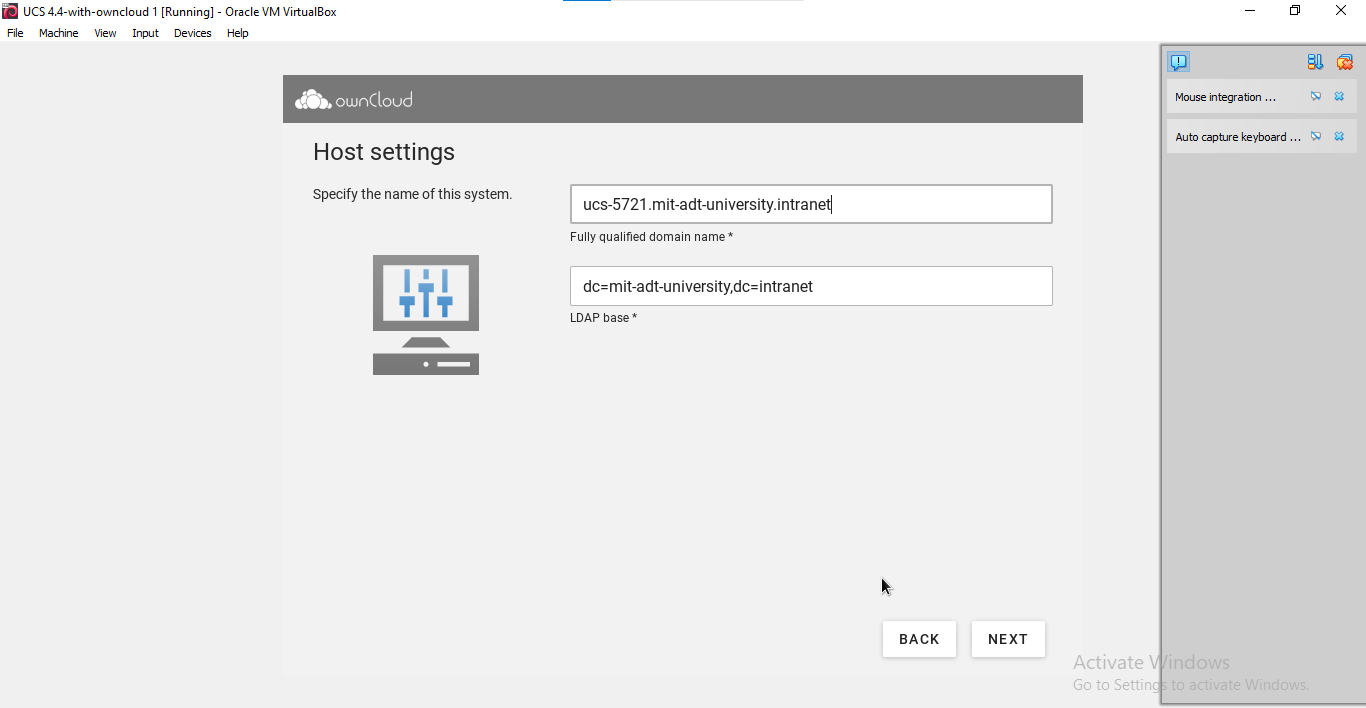 UCS 4.4-with-owncloud 1 [Running] - Oracle VM VirtualBox
File Machine View Input Devices Help
ownCloud
Host settings
Specify the name of this system.
ucs-5721.mit-adt-university.intranet
Fully qualified domain name *
dc=mit-adt-university,dc=intranet
LDAP base *
BACK NEXT
Mouse integration ...
Auto capture keyboard ...
Activate Windows
Go to Settings to activate Windows.